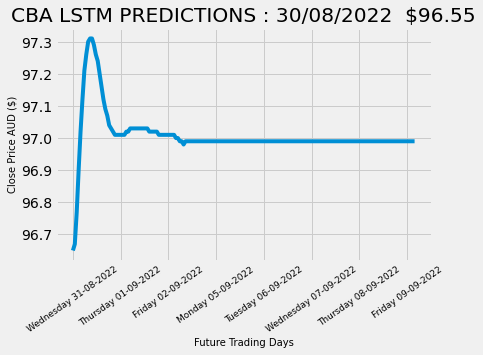 CBA LSTM PREDICTIONS : 30/08/2022 $96.55
97.3
97.2
97.1
97.0
96.9
96.8
96.7
Close Price AUD ($)
Wednesday 31-08-2022
Thursday 01-09-2022
Friday 02-09-2022
Monday 05-09-2022
Tuesday 06-09-2022
Wednesday 07-09-2022
Thursday 08-09-2022
Friday 09-09-2022
Future Trading Days